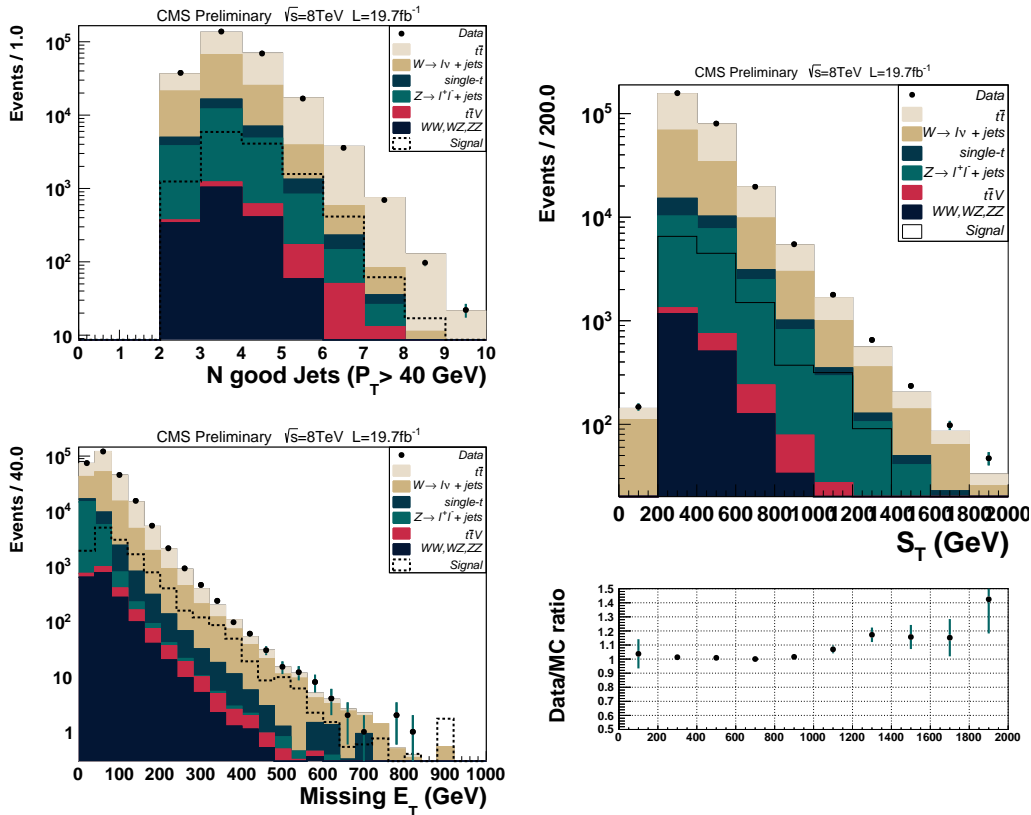 CMS Preliminary √s=8TeV L=19.7fb⁻¹
Events / 1.0
10⁵
10⁴
10³
10²
10
Data
tt̄
W→ lν + jets
single-t
Z→ l⁺l⁻+ jets
tt̄V
WW,WZ,ZZ
Signal
0 1 2 3 4 5 6 7 8 9 10
N good Jets (P_T> 40 GeV)
CMS Preliminary √s=8TeV L=19.7fb⁻¹
Events / 40.0
10⁵
10⁴
10³
10²
10
1
Data
tt̄
W→ lν + jets
single-t
Z→ l⁺l⁻+ jets
tt̄V
WW,WZ,ZZ
Signal
0 100 200 300 400 500 600 700 800 900 1000
Missing E_T (GeV)
CMS Preliminary √s=8TeV L=19.7fb⁻¹
Events / 200.0
10⁵
10⁴
10³
10²
Data
tt̄
W→ lν + jets
single-t
Z→ l⁺l⁻+ jets
tt̄V
WW,WZ,ZZ
Signal
0 200 400 600 800 1000 1200 1400 1600 1800 2000
S_T (GeV)
Data/MC ratio
1.5
1.4
1.3
1.2
1.1
1
0.9
0.8
0.7
0.6
0.5
0 200 400 600 800 1000 1200 1400 1600 1800 2000